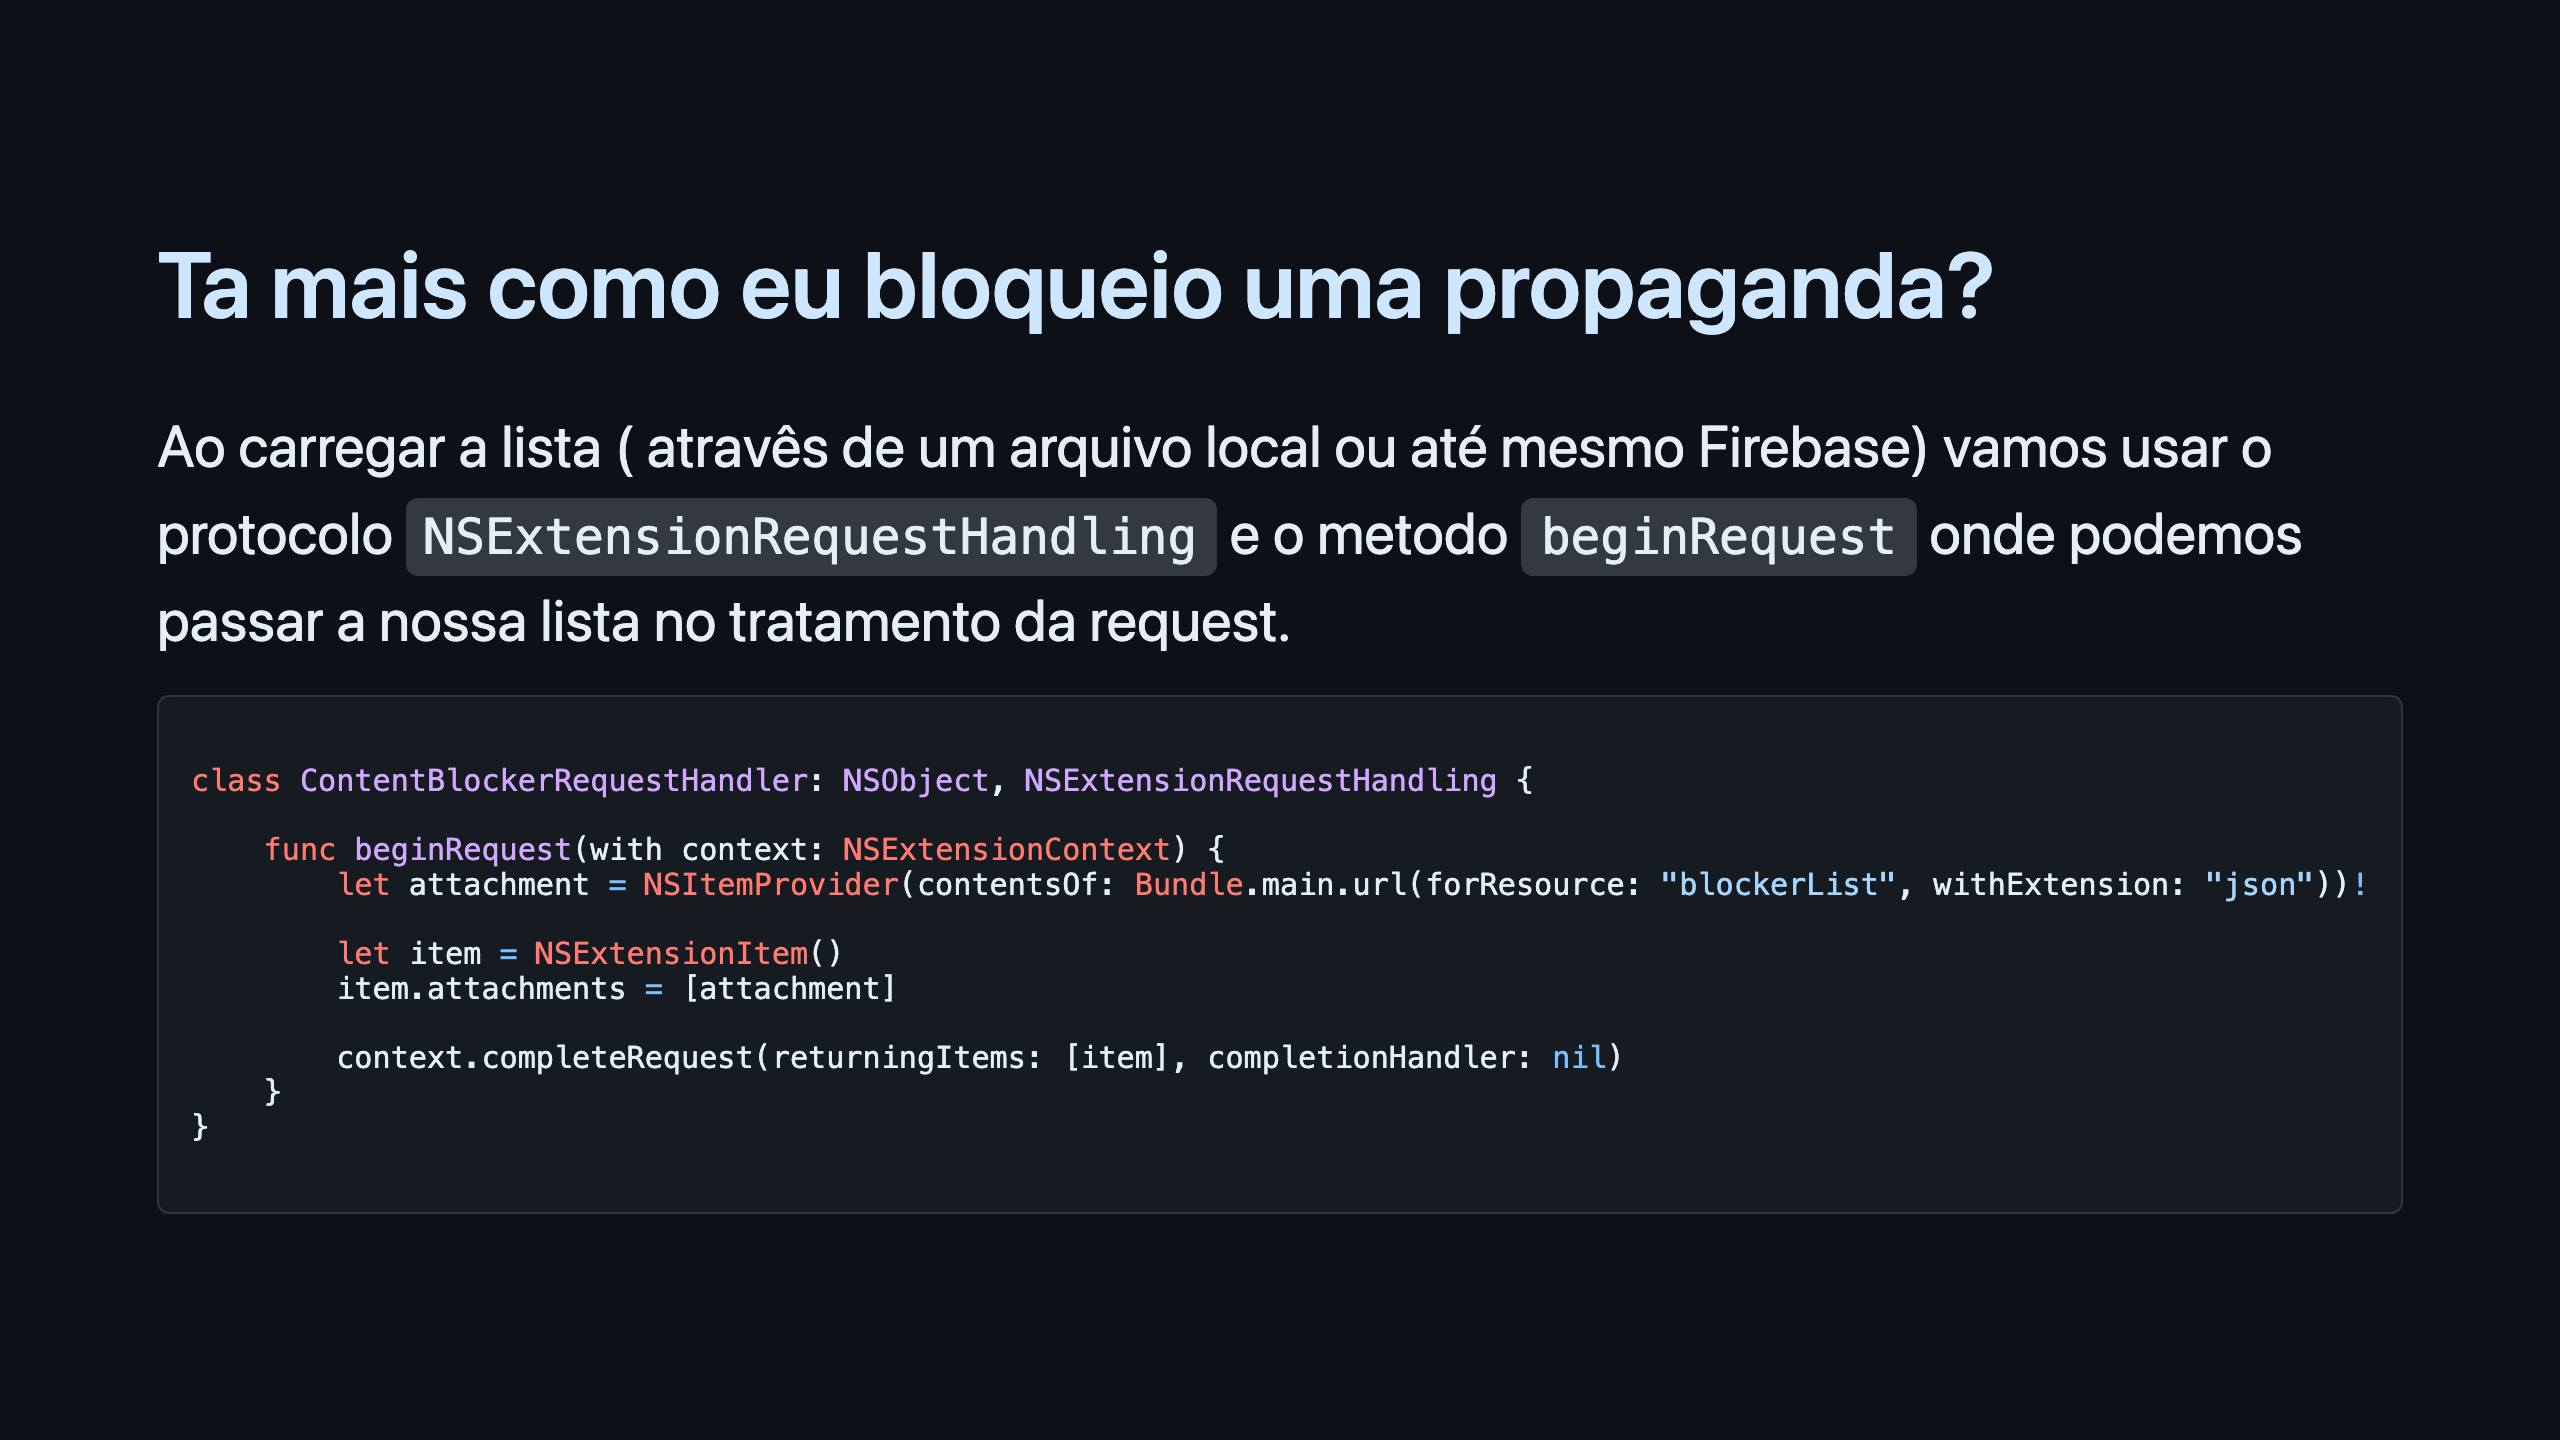 Ta mais como eu bloqueio uma propaganda?
Ao carregar a lista ( atravês de um arquivo local ou até mesmo Firebase) vamos usar o
protocolo NSExtensionRequestHandling e o metodo beginRequest onde podemos
passar a nossa lista no tratamento da request.
class ContentBlockerRequestHandler: NSObject, NSExtensionRequestHandling {
    func beginRequest(with context: NSExtensionContext) {
        let attachment = NSItemProvider(contentsOf: Bundle.main.url(forResource: "blockerList", withExtension: "json"))!
        let item = NSExtensionItem()
        item.attachments = [attachment]
        context.completeRequest(returningItems: [item], completionHandler: nil)
    }
}